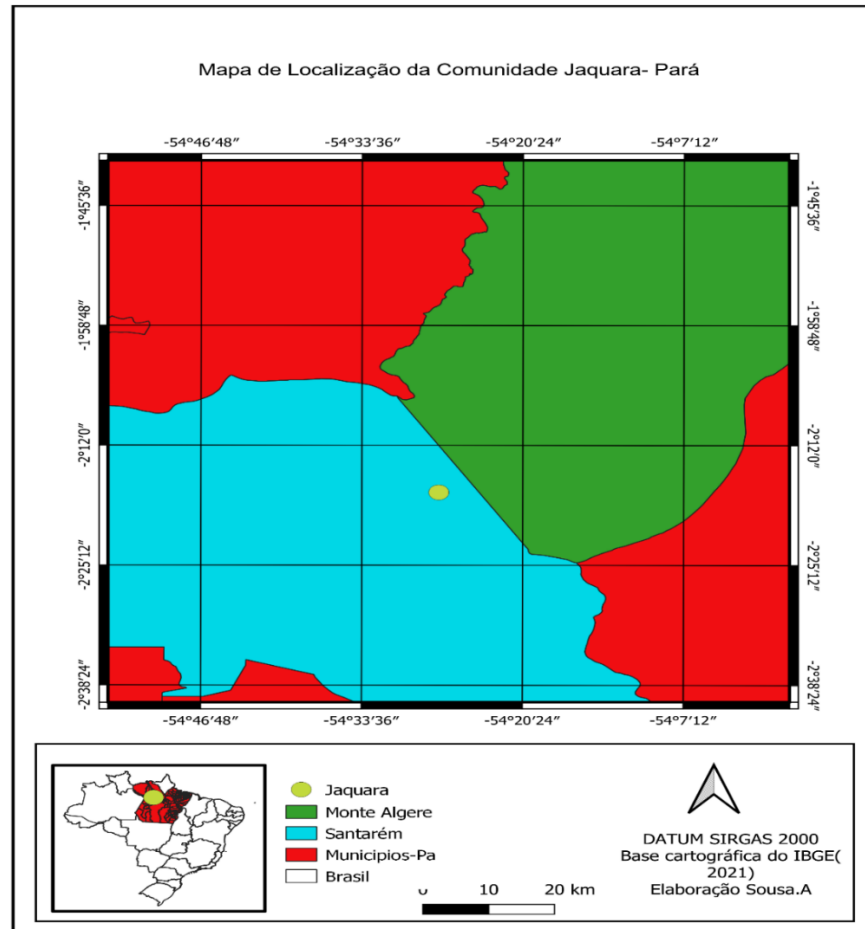 Mapa de Localização da Comunidade Jaquara- Pará
-54°46′48″ -54°33′36″ -54°20′24″ -54°7′12″
-1°45′36″ -1°45′36″
-1°58′48″ -1°58′48″
-2°12′0″ -2°12′0″
-2°25′12″ -2°25′12″
-2°38′24″ -2°38′24″
-54°46′48″ -54°33′36″ -54°20′24″ -54°7′12″
Jaquara
Monte Algere
Santarém
Municipios-Pa
Brasil
0 10 20 km
DATUM SIRGAS 2000
Base cartográfica do IBGE(
2021)
Elaboração Sousa.A